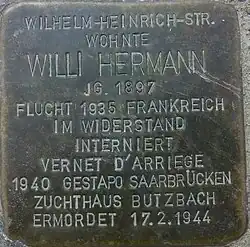 WILHELM-HEINRICH-STR.
WOHNTE
WILLI HERMANN
JG. 1897
FLUCHT 1935 FRANKREICH
IM WIDERSTAND
INTERNIERT
VERNET D'ARRIEGE
1940 GESTAPO SAARBRÜCKEN
ZUCHTHAUS BUTZBACH
ERMORDET 17.2.1944